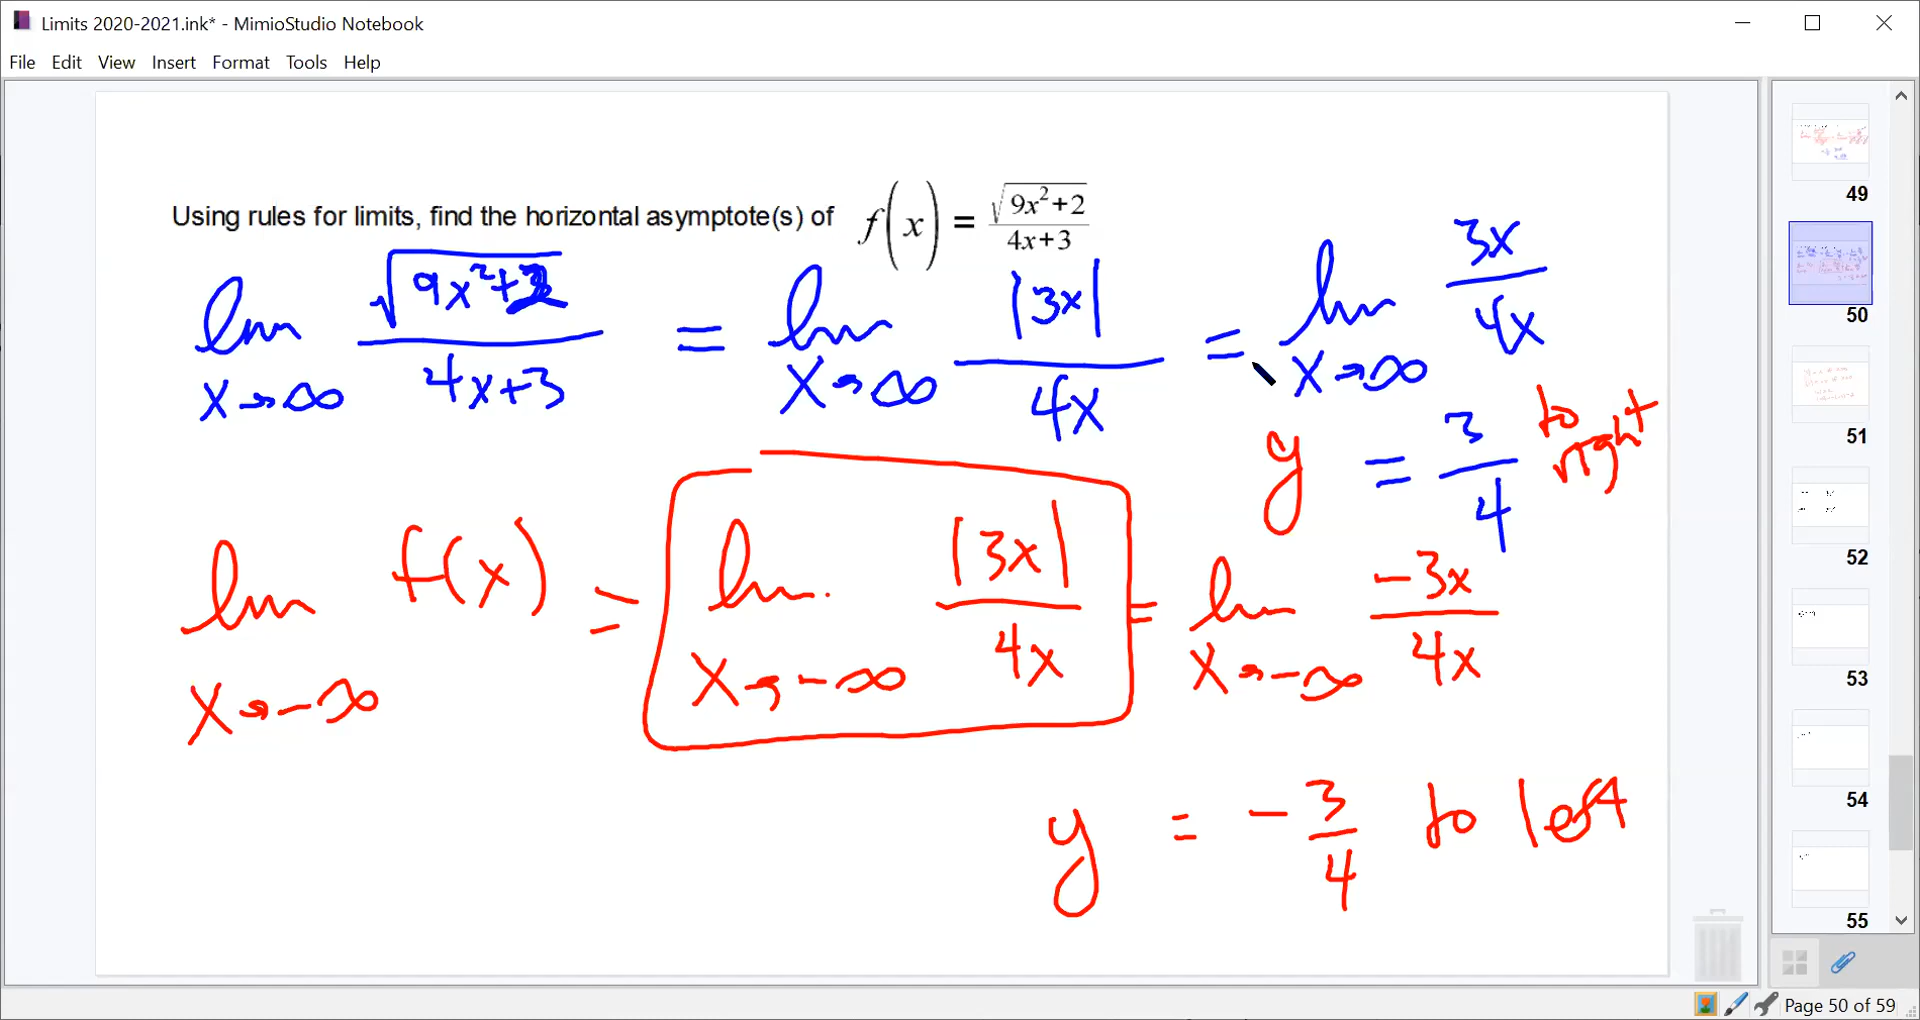 Limits 2020-2021.ink* - MimioStudio Notebook
File Edit View Insert Format Tools Help
Using rules for limits, find the horizontal asymptote(s) of f(x) = √(9x²+2) / (4x+3)
lim x→∞ √(9x²+2) / (4x+3) = lim x→∞ |3x| / 4x = lim x→∞ 3x / 4x
y = 3/4 to right
lim x→-∞ f(x) = lim x→-∞ |3x| / 4x = lim x→-∞ -3x / 4x
y = -3/4 to left
49
50
51
52
53
54
55
Page 50 of 59